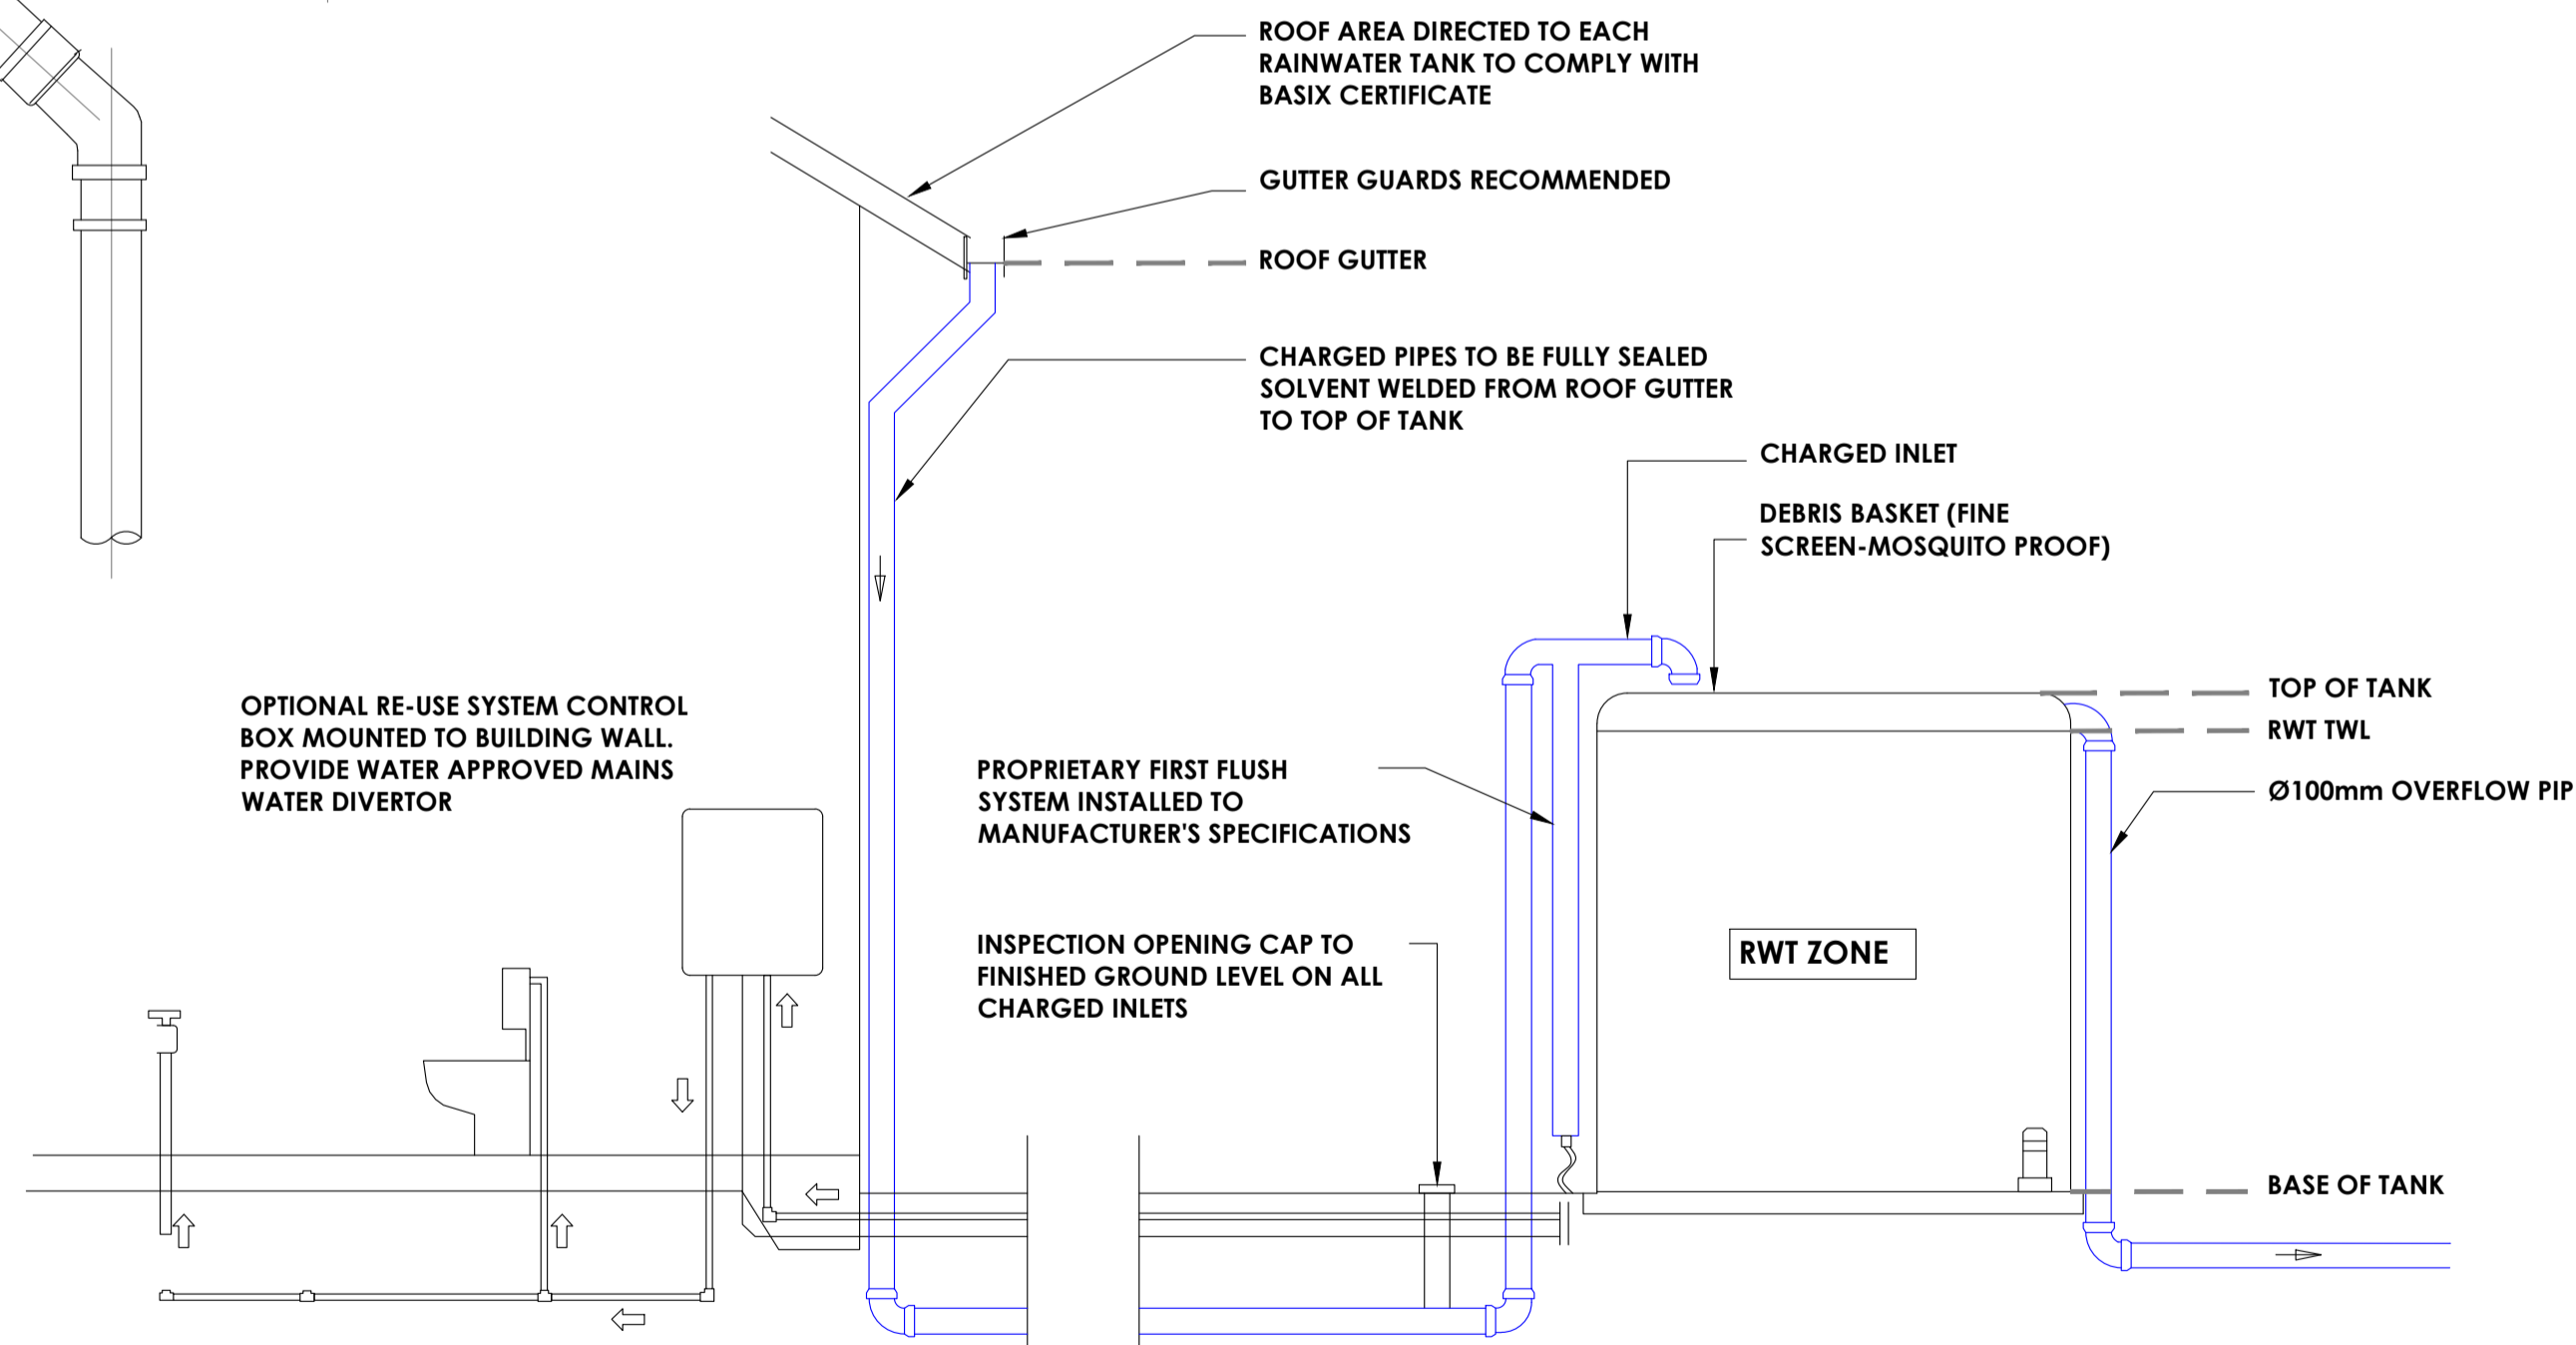 ROOF AREA DIRECTED TO EACH
RAINWATER TANK TO COMPLY WITH
BASIX CERTIFICATE
GUTTER GUARDS RECOMMENDED
ROOF GUTTER
CHARGED PIPES TO BE FULLY SEALED
SOLVENT WELDED FROM ROOF GUTTER
TO TOP OF TANK
CHARGED INLET
DEBRIS BASKET (FINE
SCREEN-MOSQUITO PROOF)
OPTIONAL RE-USE SYSTEM CONTROL
BOX MOUNTED TO BUILDING WALL.
PROVIDE WATER APPROVED MAINS
WATER DIVERTOR
TOP OF TANK
RWT TWL
Ø100mm OVERFLOW PIP
PROPRIETARY FIRST FLUSH
SYSTEM INSTALLED TO
MANUFACTURER'S SPECIFICATIONS
INSPECTION OPENING CAP TO
FINISHED GROUND LEVEL ON ALL
CHARGED INLETS
RWT ZONE
BASE OF TANK